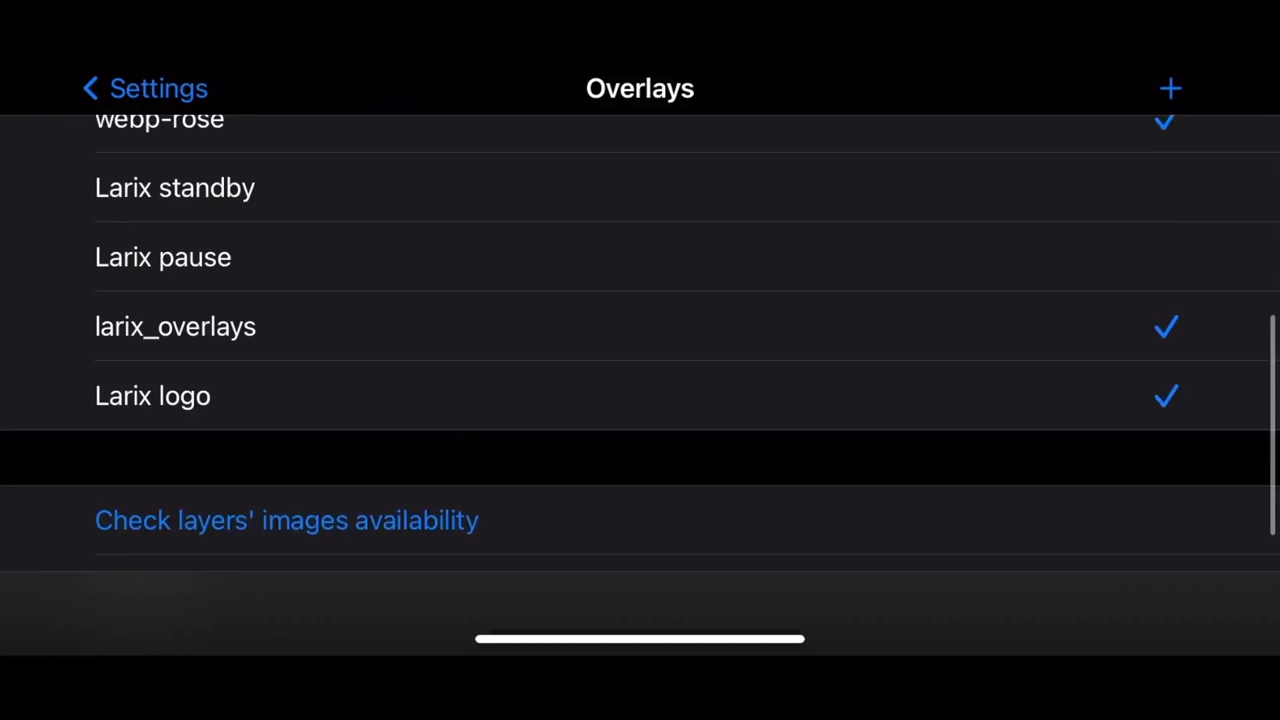 Settings
Overlays
webp-rose
Larix standby
Larix pause
larix_overlays
Larix logo
Check layers' images availability